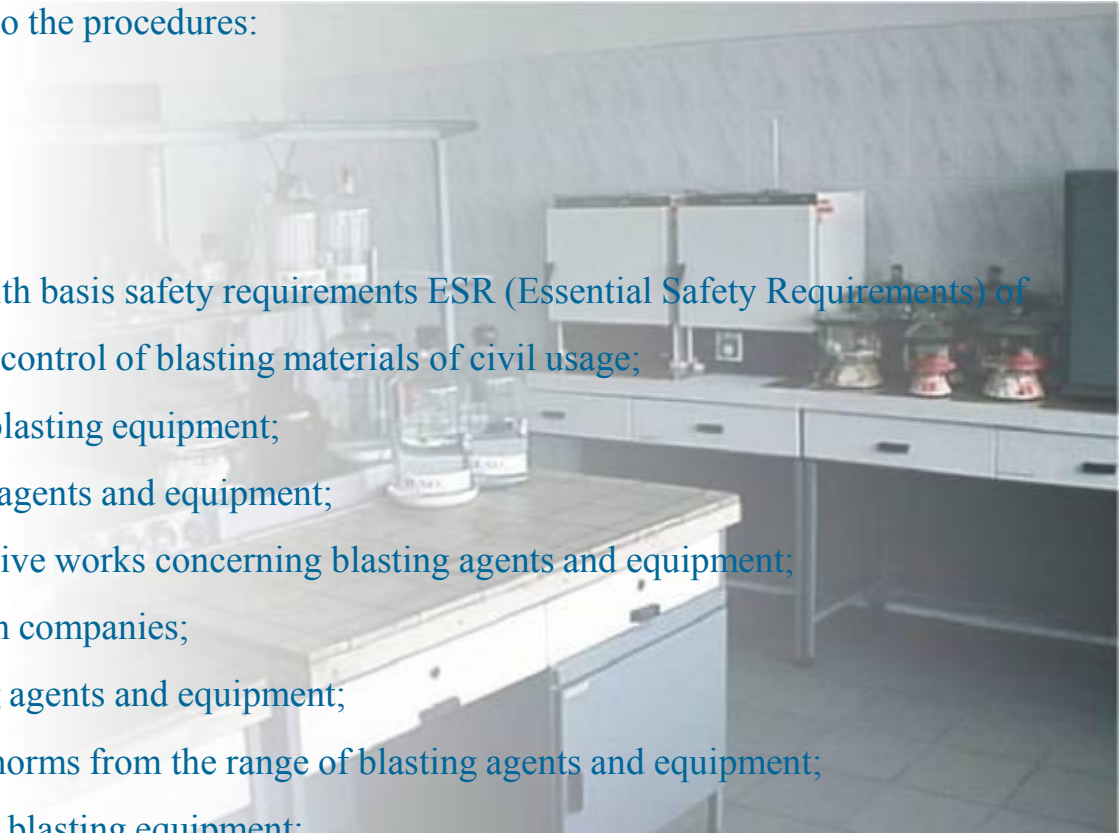 o the procedures:
th basis safety requirements ESR (Essential Safety Requirements) of
control of blasting materials of civil usage;
lasting equipment;
agents and equipment;
ive works concerning blasting agents and equipment;
n companies;
agents and equipment;
norms from the range of blasting agents and equipment;
blasting equipment;